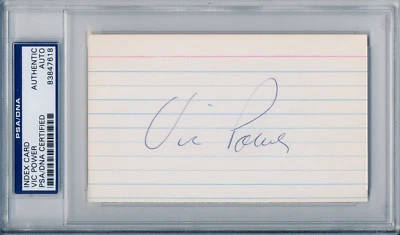 PSA/DNA
INDEX CARD
VIC POWER
PSA/DNA CERTIFIED
AUTHENTIC
AUTO
83847618
Vic Power